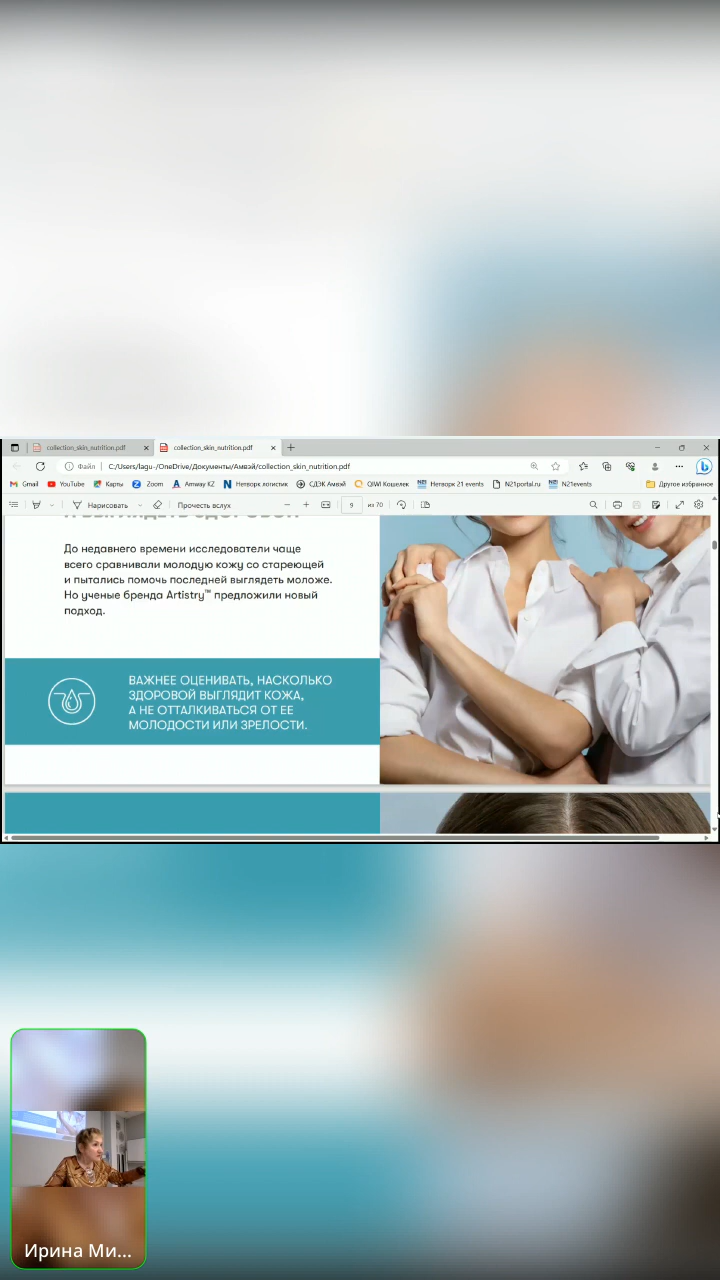 collection_skin_nutrition.pdf
collection_skin_nutrition.pdf
Файл
C:/Users/lagu-/OneDrive/Документы/Амвэй/collection_skin_nutrition.pdf
Gmail YouTube Карты Zoom Amway KZ Нетворк логистик СДЭК Амвэй QIWI Кошелек Нетворк 21 events N21portal.ru N21events Другое избранное
Нарисовать Прочесть вслух 9 из 70
До недавнего времени исследователи чаще
всего сравнивали молодую кожу со стареющей
и пытались помочь последней выглядеть моложе.
Но ученые бренда Artistry™ предложили новый
подход.
ВАЖНЕЕ ОЦЕНИВАТЬ, НАСКОЛЬКО
ЗДОРОВОЙ ВЫГЛЯДИТ КОЖА,
А НЕ ОТТАЛКИВАТЬСЯ ОТ ЕЕ
МОЛОДОСТИ ИЛИ ЗРЕЛОСТИ.
Ирина Ми...